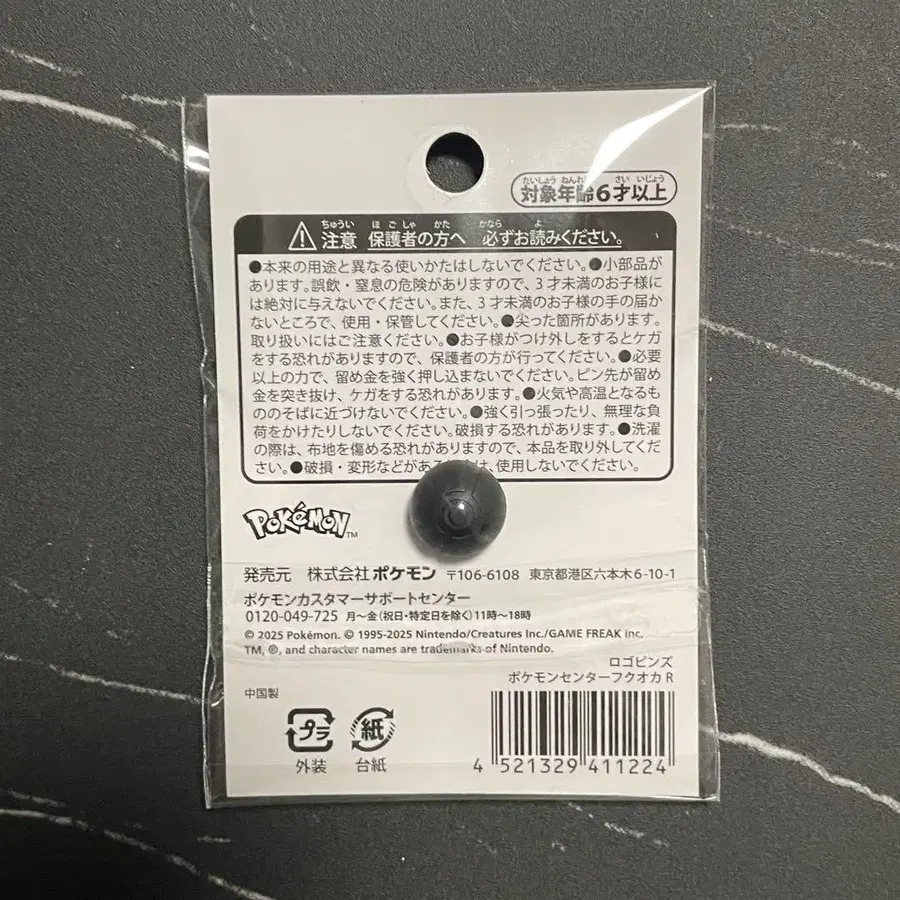 たいしょう ねんれい さい いじょう
対象年齢6才以上
ちゅうい ほごしゃ かた かなら よ
注意 保護者の方へ 必ずお読みください。
●本来の用途と異なる使いかたはしないでください。●小部品が
あります。誤飲・窒息の危険がありますので、3才未満のお子様に
は絶対に与えないでください。また、3才未満のお子様の手の届か
ないところで、使用・保管してください。●尖った箇所があります。
取り扱いにはご注意ください。●お子様がつけ外しをするとケガ
をする恐れがありますので、保護者の方が行ってください。●必要
以上の力で、留め金を強く押し込まないでください。ピン先が留め
金を突き抜け、ケガをする恐れがあります。●火気や高温となるも
ののそばに近づけないでください。●強く引っ張ったり、無理な負
荷をかけたりしないでください。破損する恐れがあります。●洗濯
の際は、布地を傷める恐れがありますので、本品を取り外してくだ
さい。●破損・変形などがある は、使用しないでください。
POKéMON™
発売元 株式会社ポケモン 〒106-6108 東京都港区六本木6-10-1
ポケモンカスタマーサポートセンター
0120-049-725 月～金(祝日・特定日を除く)11時～18時
© 2025 Pokémon. © 1995-2025 Nintendo/Creatures Inc./GAME FREAK inc.
TM, ®, and character names are trademarks of Nintendo.
ロゴピンズ
ポケモンセンターフクオカ R
中国製
プラ 紙
外装 台紙
4 521329 411224